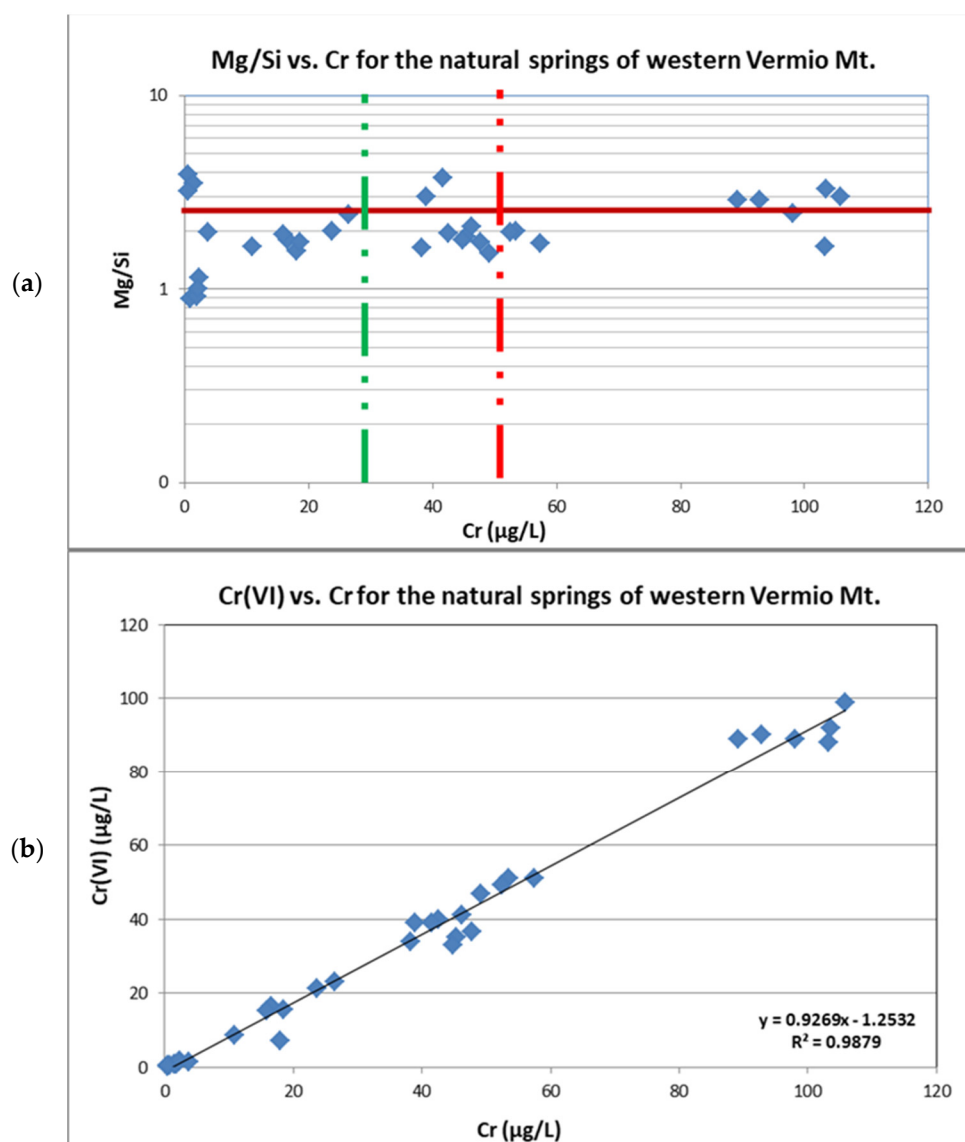 Mg/Si vs. Cr for the natural springs of western Vermio Mt.
10
1
0
Mg/Si
0 20 40 60 80 100 120
Cr (µg/L)
(a)
Cr(VI) vs. Cr for the natural springs of western Vermio Mt.
120
100
80
60
40
20
0
Cr(VI) (µg/L)
y = 0.9269x - 1.2532
R² = 0.9879
0 20 40 60 80 100 120
Cr (µg/L)
(b)